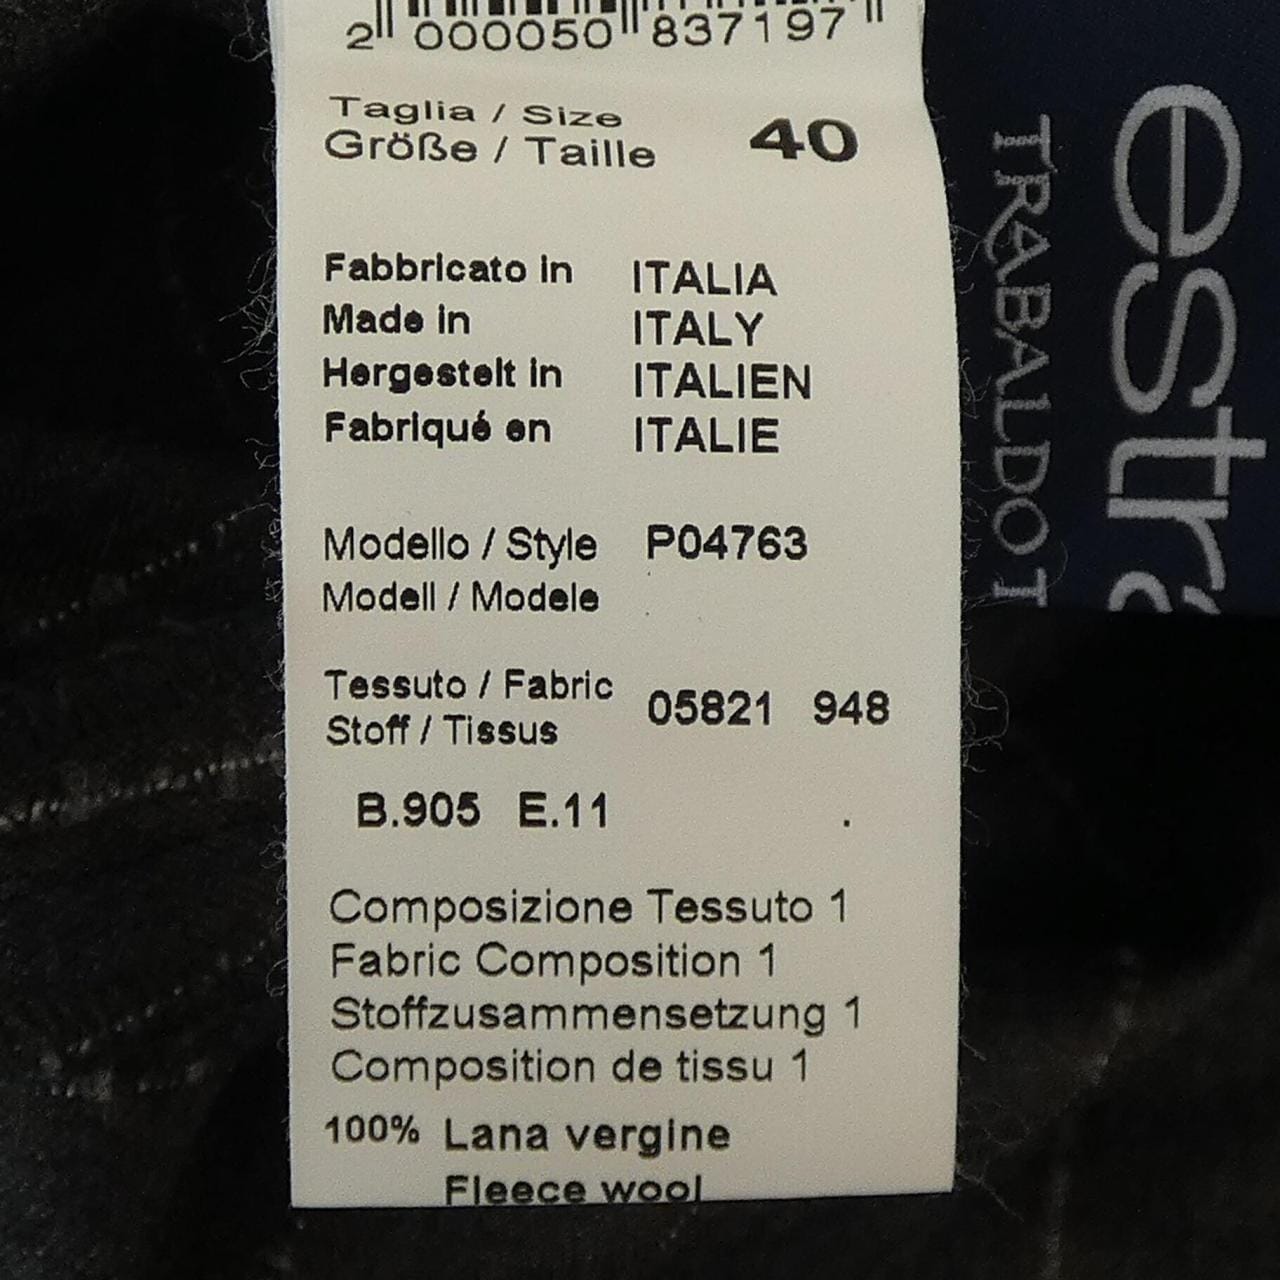 2 000050 837197
Taglia / Size
Größe / Taille 40
Fabbricato in ITALIA
Made in ITALY
Hergestelt in ITALIEN
Fabriqué en ITALIE
Modello / Style P04763
Modell / Modele
Tessuto / Fabric 05821 948
Stoff / Tissus
B.905 E.11 .
Composizione Tessuto 1
Fabric Composition 1
Stoffzusammensetzung 1
Composition de tissu 1
100% Lana vergine
Fleece wool
estr
TRABALDO T